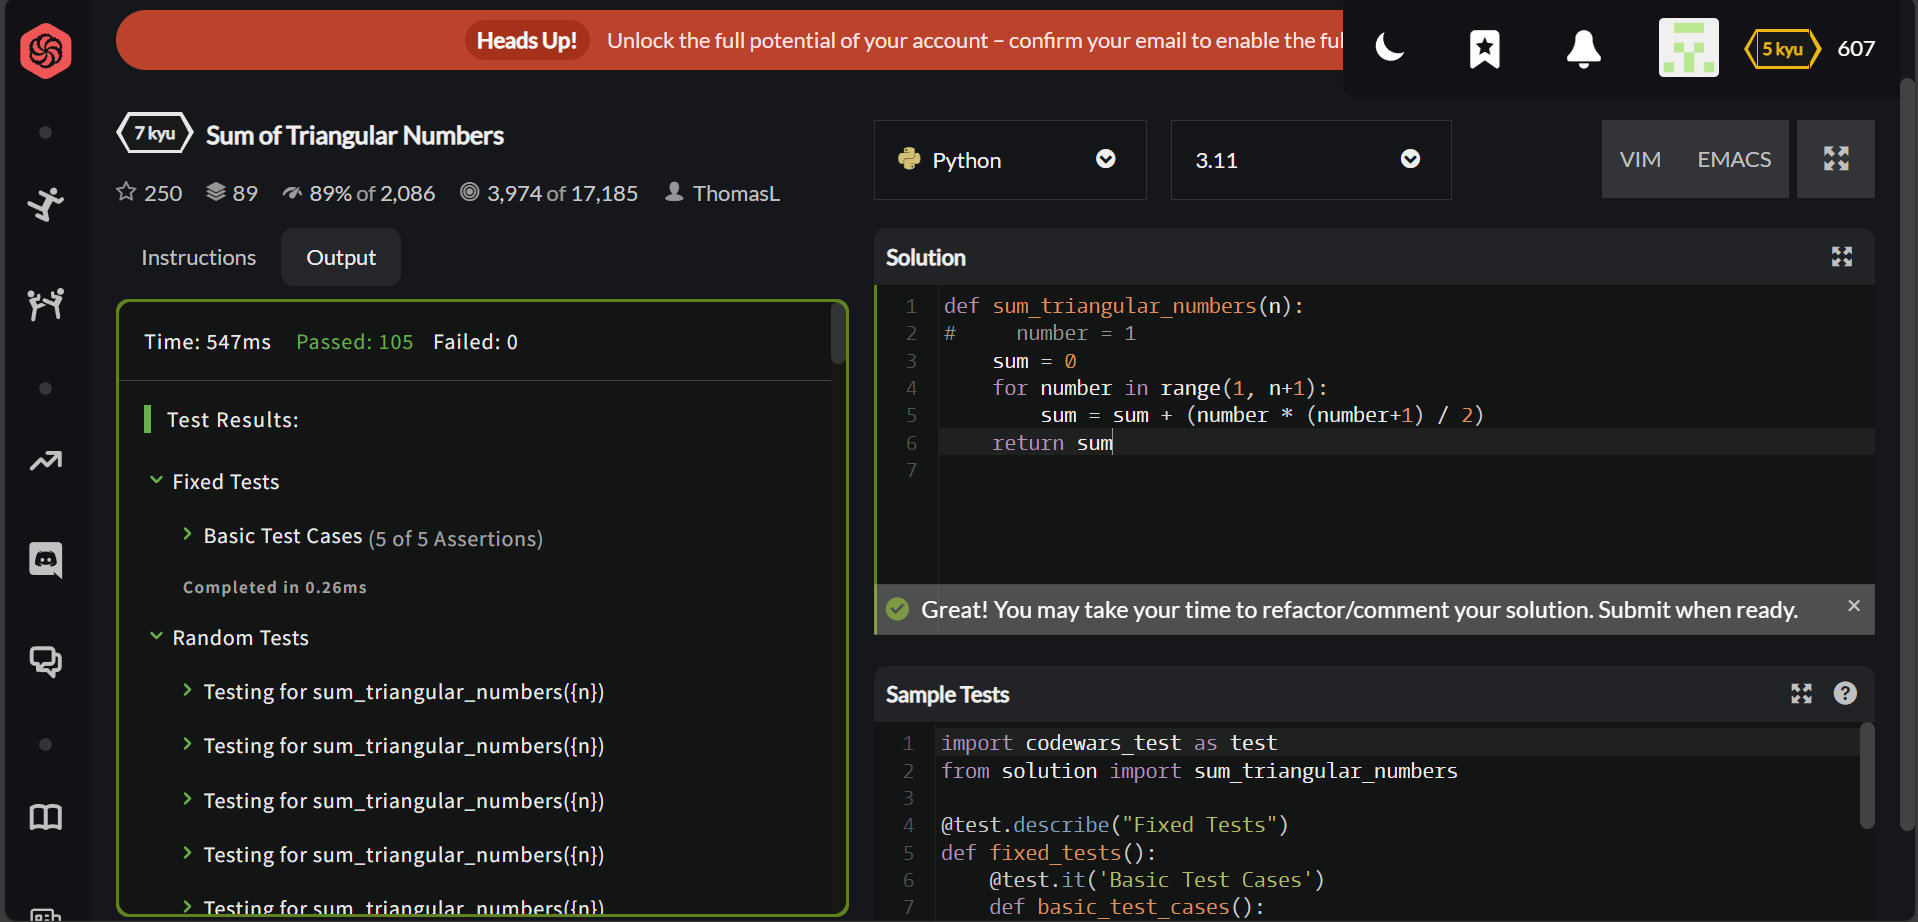 Heads Up! Unlock the full potential of your account – confirm your email to enable the ful
5 kyu 607
7 kyu Sum of Triangular Numbers
250 89 89% of 2,086 3,974 of 17,185 ThomasL
Python 3.11 VIM EMACS
Instructions Output
Time: 547ms Passed: 105 Failed: 0
Test Results:
Fixed Tests
Basic Test Cases (5 of 5 Assertions)
Completed in 0.26ms
Random Tests
Testing for sum_triangular_numbers({n})
Testing for sum_triangular_numbers({n})
Testing for sum_triangular_numbers({n})
Testing for sum_triangular_numbers({n})
Testing for sum_triangular_numbers({n})
Solution
1 def sum_triangular_numbers(n):
2 #     number = 1
3     sum = 0
4     for number in range(1, n+1):
5         sum = sum + (number * (number+1) / 2)
6     return sum
7
Great! You may take your time to refactor/comment your solution. Submit when ready. ×
Sample Tests ?
1 import codewars_test as test
2 from solution import sum_triangular_numbers
3
4 @test.describe("Fixed Tests")
5 def fixed_tests():
6     @test.it('Basic Test Cases')
7     def basic_test_cases():